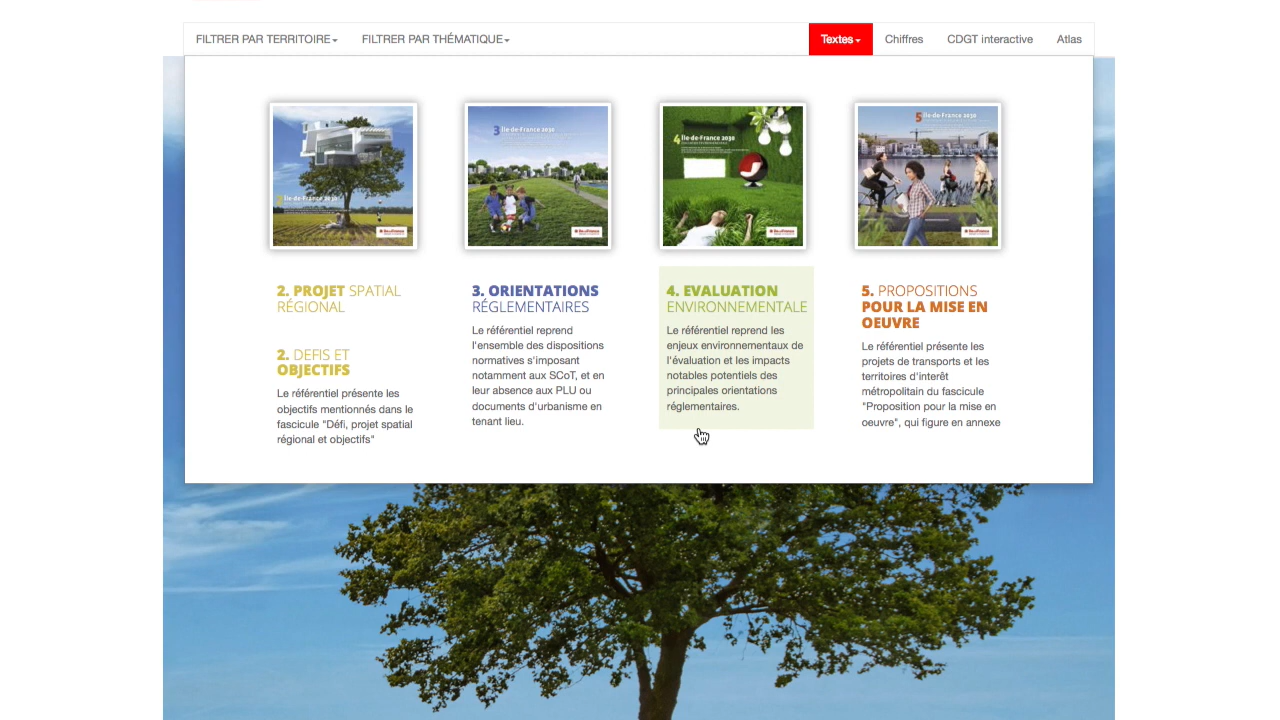 FILTRER PAR TERRITOIRE
FILTRER PAR THÉMATIQUE
Textes
Chiffres
CDGT interactive
Atlas
Île-de-France 2030
3 Île-de-France 2030
4 Île-de-France 2030
5 Île-de-France 2030
2. PROJET SPATIAL
RÉGIONAL
2. DEFIS ET
OBJECTIFS
Le référentiel présente les
objectifs mentionnés dans le
fascicule "Défi, projet spatial
régional et objectifs"
3. ORIENTATIONS
RÉGLEMENTAIRES
Le référentiel reprend
l'ensemble des dispositions
normatives s'imposant
notamment aux SCoT, et en
leur absence aux PLU ou
documents d'urbanisme en
tenant lieu.
4. EVALUATION
ENVIRONNEMENTALE
Le référentiel reprend les
enjeux environnementaux de
l'évaluation et les impacts
notables potentiels des
principales orientations
réglementaires.
5. PROPOSITIONS
POUR LA MISE EN
OEUVRE
Le référentiel présente les
projets de transports et les
territoires d'interêt
métropolitain du fascicule
"Proposition pour la mise en
oeuvre", qui figure en annexe